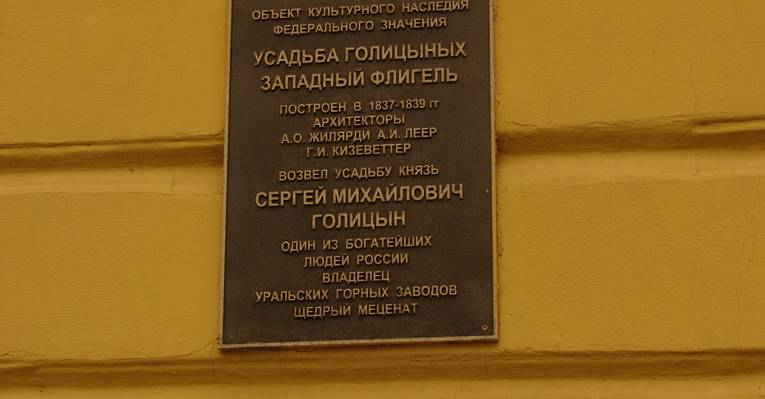 ОБЪЕКТ КУЛЬТУРНОГО НАСЛЕДИЯ
ФЕДЕРАЛЬНОГО ЗНАЧЕНИЯ
УСАДЬБА ГОЛИЦЫНЫХ
ЗАПАДНЫЙ ФЛИГЕЛЬ
ПОСТРОЕН В 1837-1839 гг
АРХИТЕКТОРЫ
А.О. ЖИЛЯРДИ А.И. ЛЕЕР
Г.И. КИЗЕВЕТТЕР
ВОЗВЕЛ УСАДЬБУ КНЯЗЬ
СЕРГЕЙ МИХАЙЛОВИЧ
ГОЛИЦЫН
ОДИН ИЗ БОГАТЕЙШИХ
ЛЮДЕЙ РОССИИ
ВЛАДЕЛЕЦ
УРАЛЬСКИХ ГОРНЫХ ЗАВОДОВ
ЩЕДРЫЙ МЕЦЕНАТ